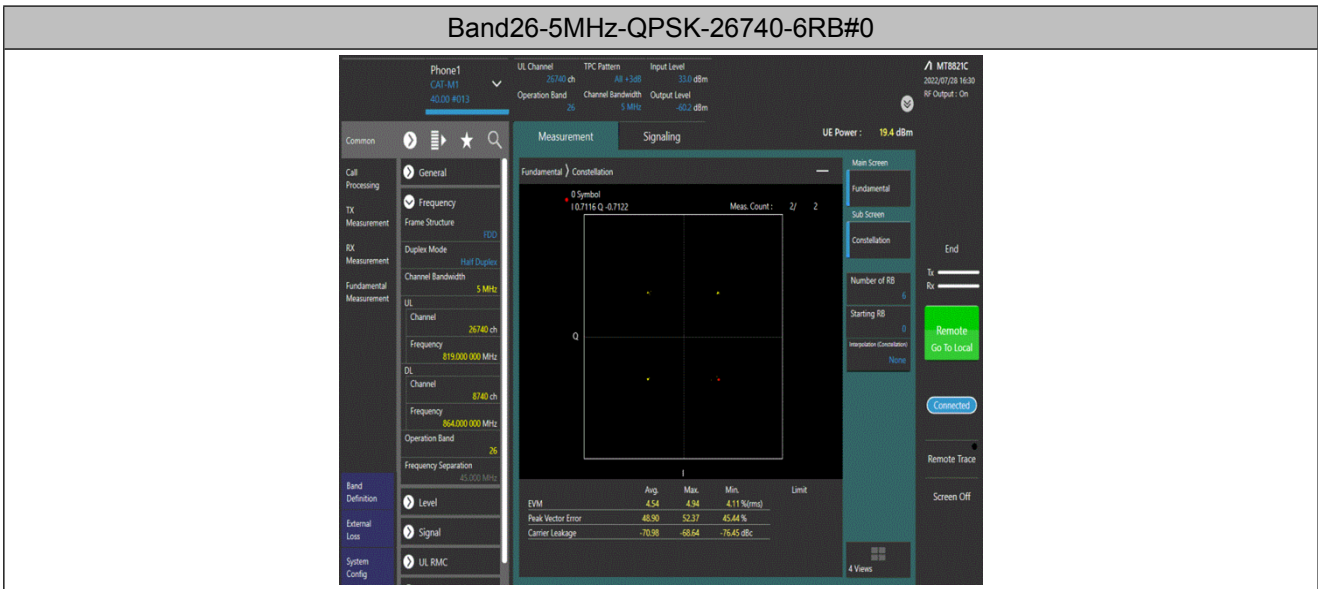 Band26-5MHz-QPSK-26740-6RB#0
Phone1
CAT-M1
40.00 #013
UL Channel
26740 ch
TPC Pattern
All +3dB
Input Level
33.0 dBm
Operation Band
26
Channel Bandwidth
5 MHz
Output Level
-60.2 dBm
MT8821C
2022/07/28 16:30
RF Output : On
Common
Measurement
Signaling
UE Power : 19.4 dBm
Call
Processing
TX
Measurement
RX
Measurement
Fundamental
Measurement
Band
Definition
External
Loss
System
Config
General
Frequency
Frame Structure
FDD
Duplex Mode
Half Duplex
Channel Bandwidth
5 MHz
UL
Channel
26740 ch
Frequency
819.000 000 MHz
DL
Channel
8740 ch
Frequency
864.000 000 MHz
Operation Band
26
Frequency Separation
45.000 MHz
Level
Signal
UL RMC
Fundamental ⟩ Constellation
0 Symbol
I 0.7116 Q -0.7122
Meas. Count : 2/ 2
Q
I
Avg. Max. Min. Limit
EVM 4.54 4.94 4.11 %(rms)
Peak Vector Error 48.90 52.37 45.44 %
Carrier Leakage -70.98 -68.64 -76.45 dBc
Main Screen
Fundamental
Sub Screen
Constellation
Number of RB
6
Starting RB
0
Interpolation (Constellation)
None
4 Views
End
Tx
Rx
Remote
Go To Local
Connected
Remote Trace
Screen Off